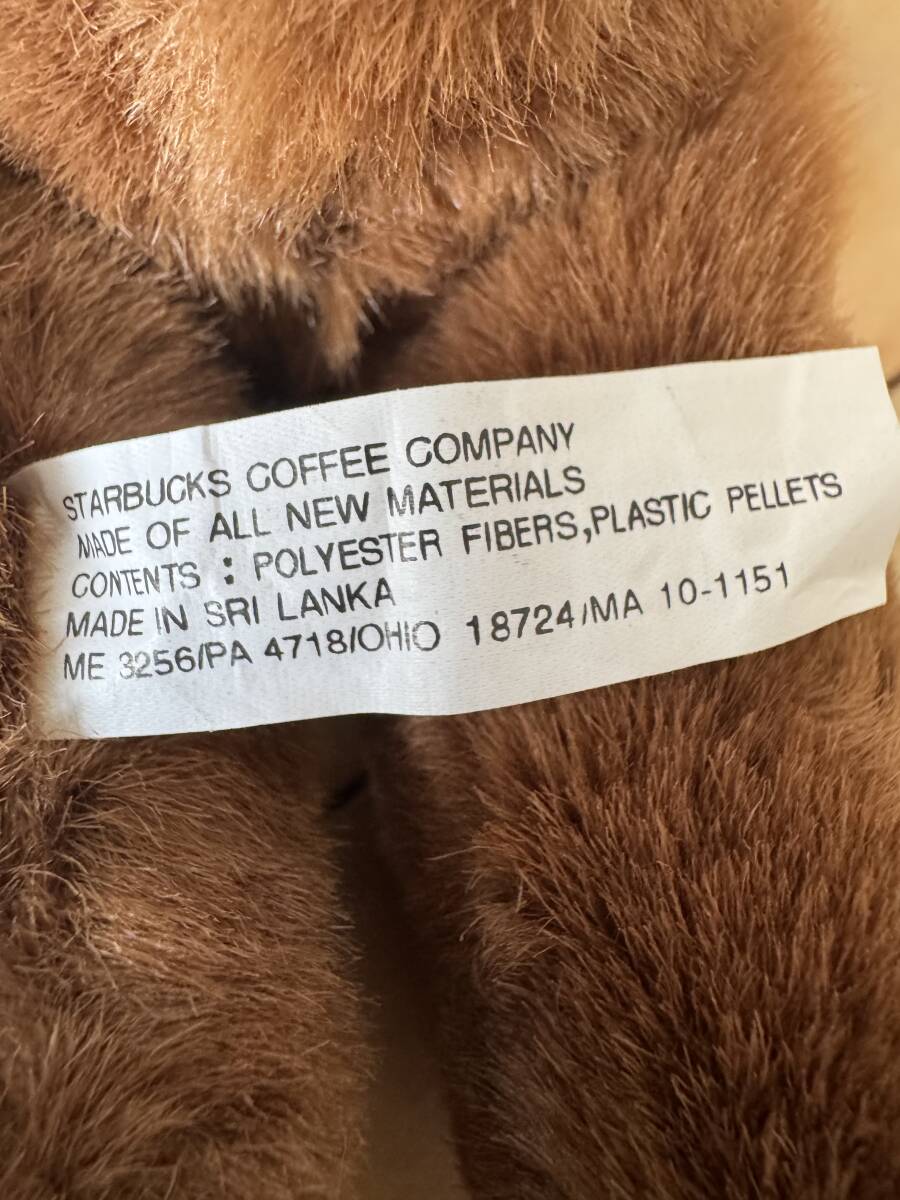 STARBUCKS COFFEE COMPANY
MADE OF ALL NEW MATERIALS
CONTENTS : POLYESTER FIBERS,PLASTIC PELLETS
MADE IN SRI LANKA
ME 3256/PA 4718/OHIO 18724/MA 10-1151